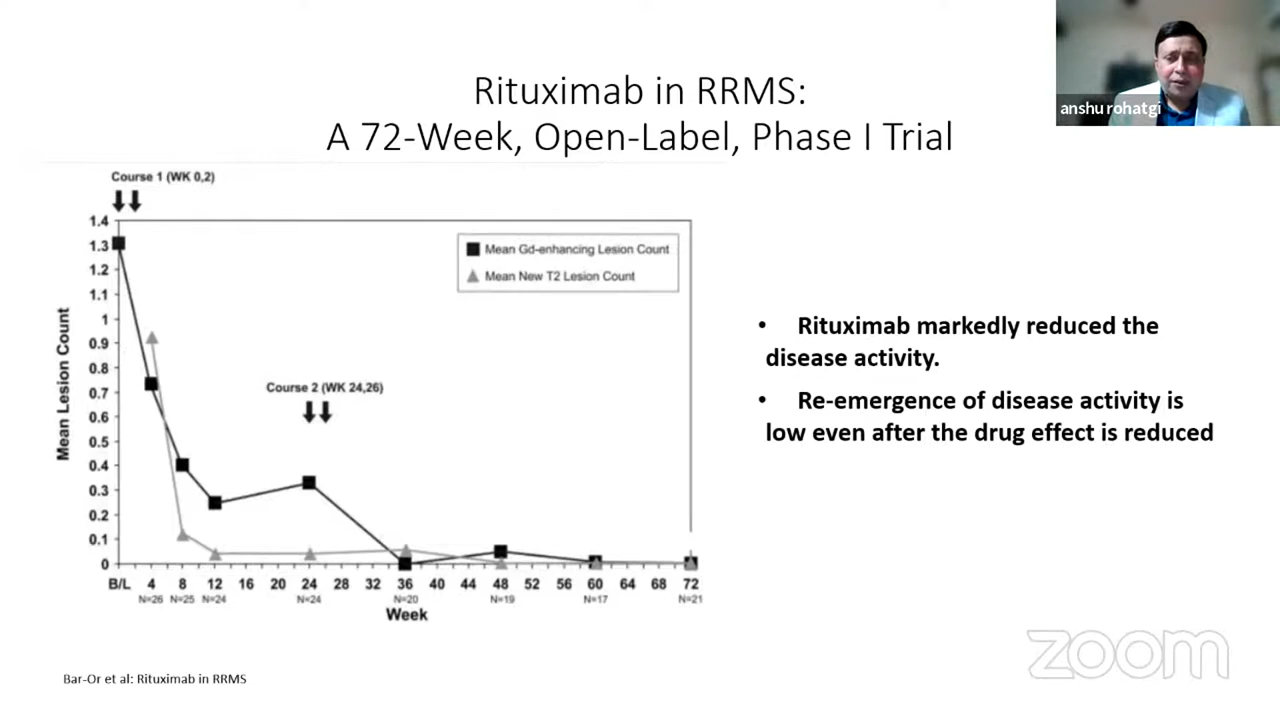 anshu rohatgi
Rituximab in RRMS:
A 72-Week, Open-Label, Phase I Trial
Course 1 (WK 0,2)
Mean Gd-enhancing Lesion Count
Mean New T2 Lesion Count
Course 2 (WK 24,26)
Mean Lesion Count
1.4
1.3
1.2
1.1
1
0.9
0.8
0.7
0.6
0.5
0.4
0.3
0.2
0.1
0
B/L 4 8 12 16 20 24 28 32 36 40 44 48 52 56 60 64 68 72
N=26 N=25 N=24 N=24 N=20 N=19 N=17 N=21
Week
• Rituximab markedly reduced the
disease activity.
• Re-emergence of disease activity is
low even after the drug effect is reduced
Bar-Or et al: Rituximab in RRMS
zoom